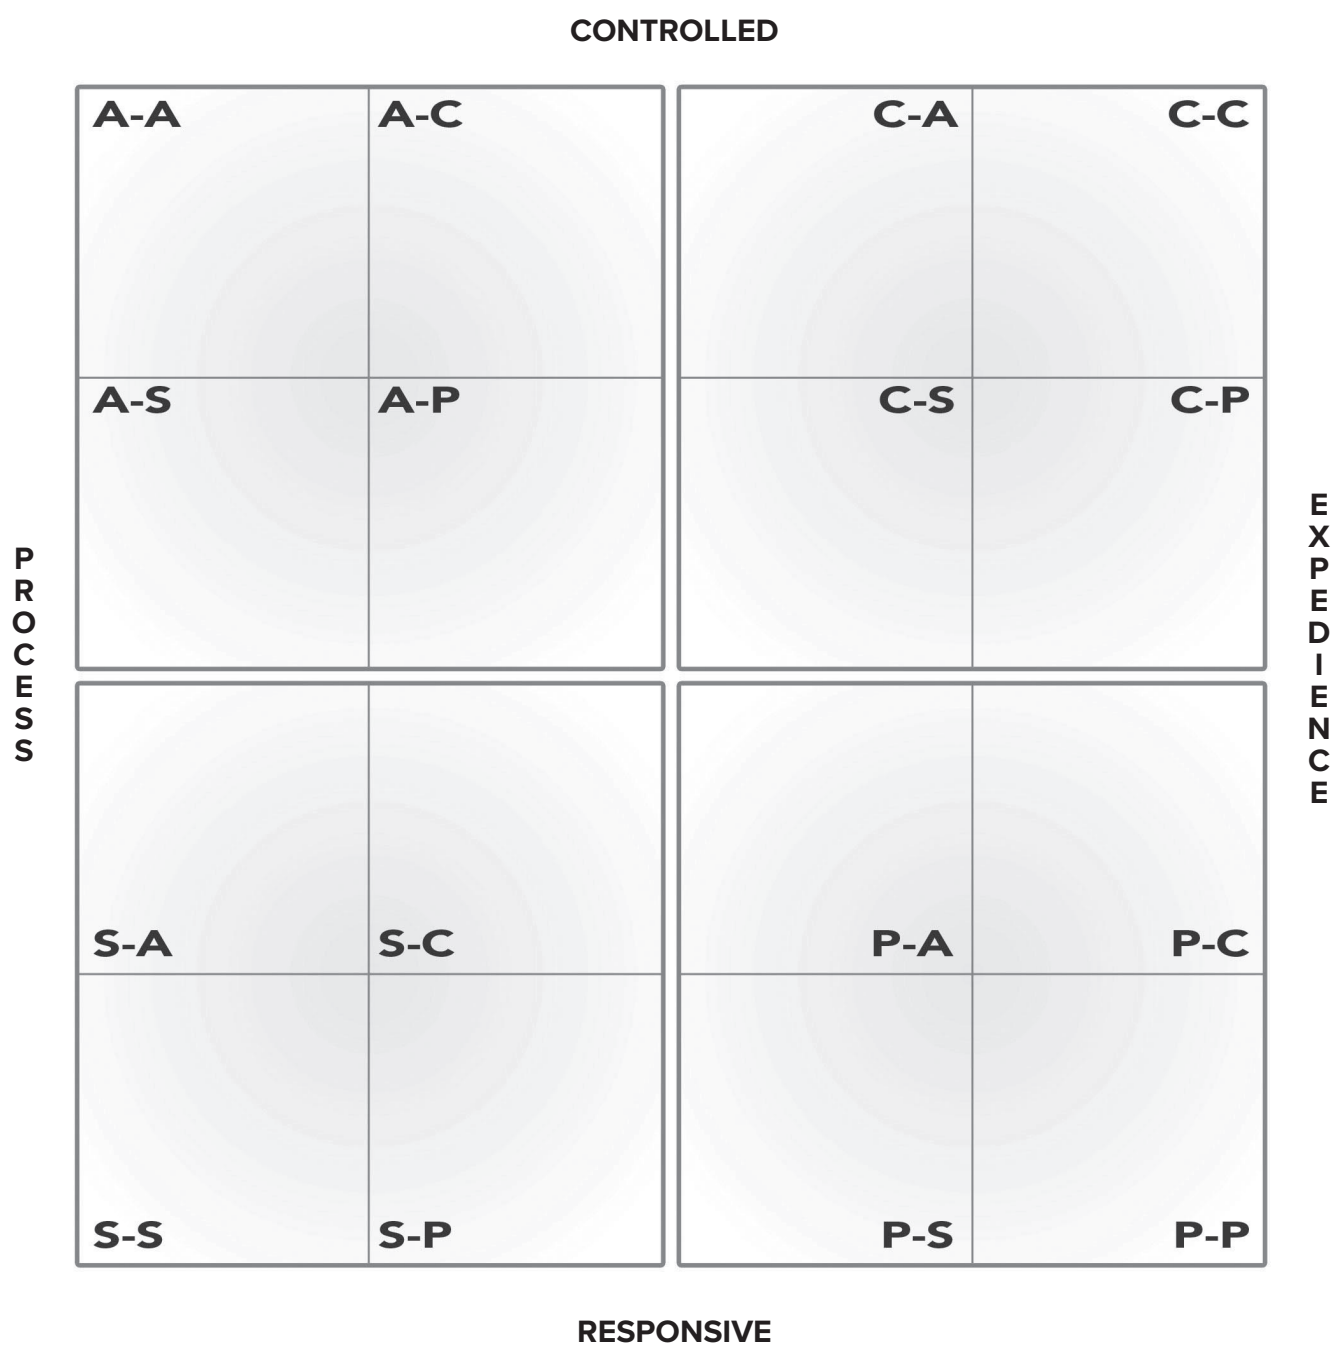 CONTROLLED
A-A A-C C-A C-C
A-S A-P C-S C-P
PROCESS
EXPEDIENCE
S-A S-C P-A P-C
S-S S-P P-S P-P
RESPONSIVE